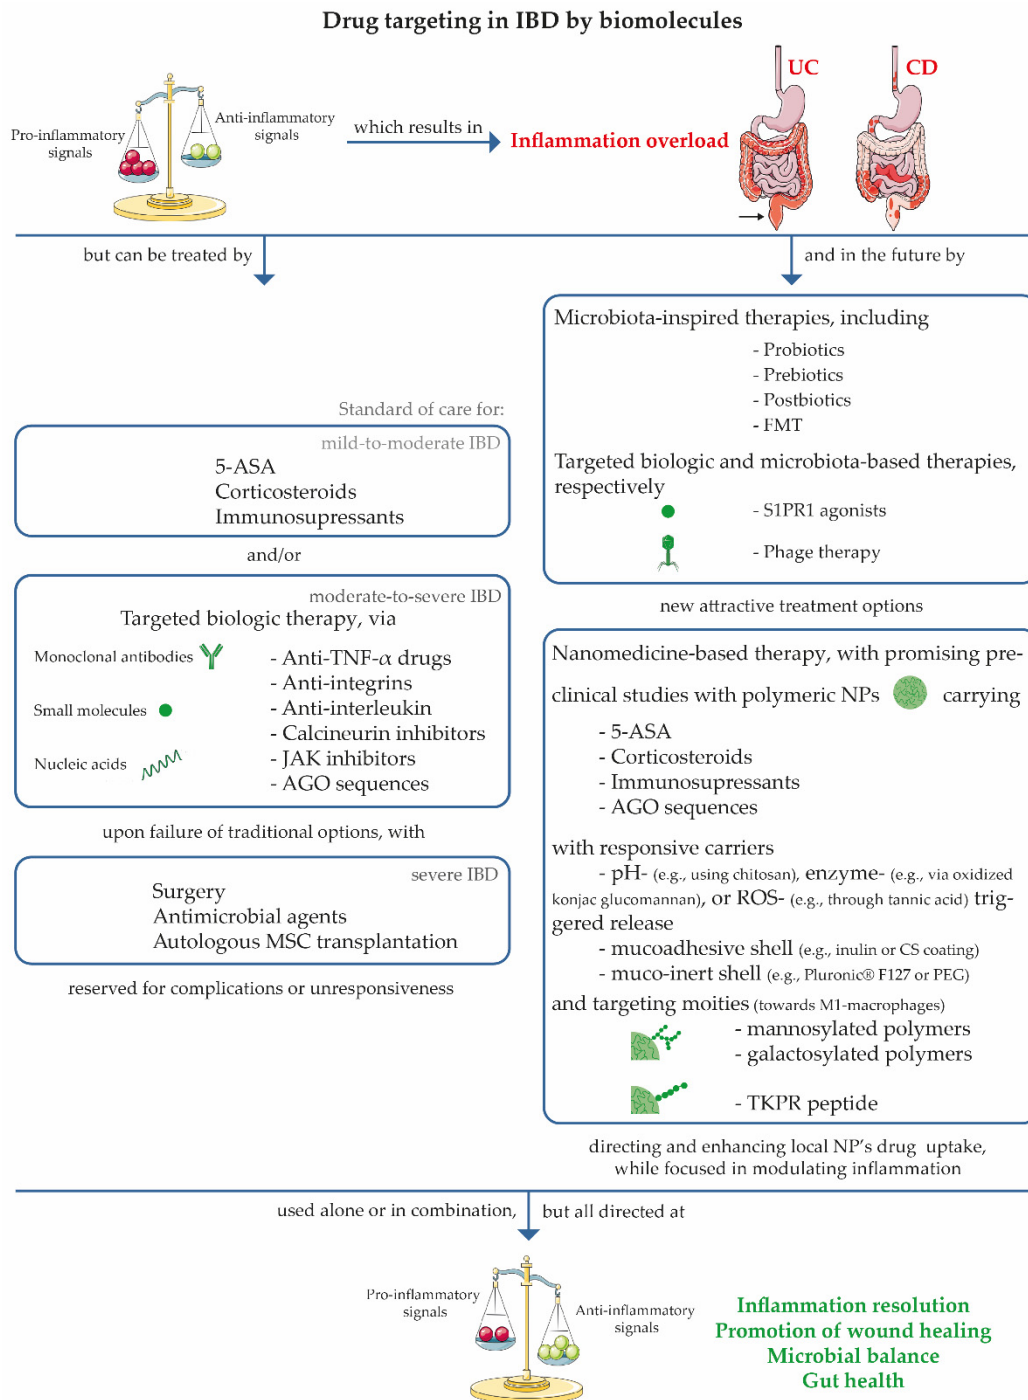 Drug targeting in IBD by biomolecules
UC
CD
Pro-inflammatory
signals
Anti-inflammatory
signals
which results in
Inflammation overload
but can be treated by
and in the future by
Standard of care for:
mild-to-moderate IBD
5-ASA
Corticosteroids
Immunosupressants
and/or
moderate-to-severe IBD
Targeted biologic therapy, via
Monoclonal antibodies
Small molecules
Nucleic acids
- Anti-TNF-α drugs
- Anti-integrins
- Anti-interleukin
- Calcineurin inhibitors
- JAK inhibitors
- AGO sequences
upon failure of traditional options, with
severe IBD
Surgery
Antimicrobial agents
Autologous MSC transplantation
reserved for complications or unresponsiveness
Microbiota-inspired therapies, including
- Probiotics
- Prebiotics
- Postbiotics
- FMT
Targeted biologic and microbiota-based therapies,
respectively
- S1PR1 agonists
- Phage therapy
new attractive treatment options
Nanomedicine-based therapy, with promising pre-
clinical studies with polymeric NPs carrying
- 5-ASA
- Corticosteroids
- Immunosupressants
- AGO sequences
with responsive carriers
- pH- (e.g., using chitosan), enzyme- (e.g., via oxidized
konjac glucomannan), or ROS- (e.g., through tannic acid) trig-
gered release
- mucoadhesive shell (e.g., inulin or CS coating)
- muco-inert shell (e.g., Pluronic® F127 or PEG)
and targeting moities (towards M1-macrophages)
- mannosylated polymers
- galactosylated polymers
- TKPR peptide
directing and enhancing local NP's drug uptake,
while focused in modulating inflammation
used alone or in combination,
but all directed at
Pro-inflammatory
signals
Anti-inflammatory
signals
Inflammation resolution
Promotion of wound healing
Microbial balance
Gut health